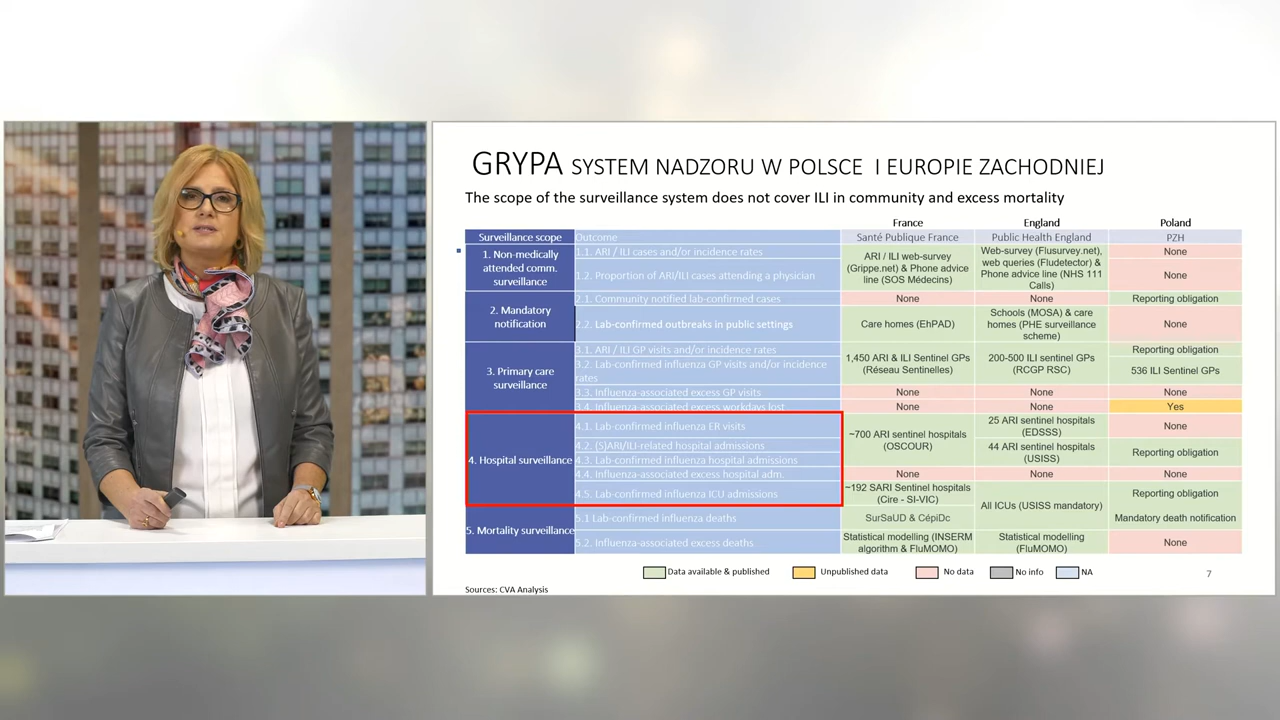 GRYPA SYSTEM NADZORU W POLSCE I EUROPIE ZACHODNIEJ
The scope of the surveillance system does not cover ILI in community and excess mortality
France England Poland
Surveillance scope Outcome Santé Publique France Public Health England PZH
1. Non-medically
attended comm.
surveillance
1.1. ARI / ILI cases and/or incidence rates
1.2. Proportion of ARI/ILI cases attending a physician
ARI / ILI web-survey
(Grippe.net) & Phone advice
line (SOS Médecins)
Web-survey (Flusurvey.net),
web queries (Fludetector) &
Phone advice line (NHS 111
Calls)
None
None
2. Mandatory
notification
2.1. Community notified lab-confirmed cases
None
None
Reporting obligation
2.2. Lab-confirmed outbreaks in public settings
Care homes (EhPAD)
Schools (MOSA) & care
homes (PHE surveillance
scheme)
None
3. Primary care
surveillance
3.1. ARI / ILI GP visits and/or incidence rates
3.2. Lab-confirmed influenza GP visits and/or incidence
rates
1,450 ARI & ILI Sentinel GPs
(Réseau Sentinelles)
200-500 ILI sentinel GPs
(RCGP RSC)
Reporting obligation
536 ILI Sentinel GPs
3.3. Influenza-associated excess GP visits
None
None
None
3.4. Influenza-associated excess workdays lost
None
None
Yes
4. Hospital surveillance
4.1. Lab-confirmed influenza ER visits
4.2. (S)ARI/ILI-related hospital admissions
4.3. Lab-confirmed influenza hospital admissions
~700 ARI sentinel hospitals
(OSCOUR)
25 ARI sentinel hospitals
(EDSSS)
44 ARI sentinel hospitals
(USISS)
None
Reporting obligation
4.4. Influenza-associated excess hospital adm.
None
None
None
4.5. Lab-confirmed influenza ICU admissions
~192 SARI Sentinel hospitals
(Cire - SI-VIC)
All ICUs (USISS mandatory)
Reporting obligation
5. Mortality surveillance
5.1 Lab-confirmed influenza deaths
SurSaUD & CépiDc
Mandatory death notification
5.2. Influenza-associated excess deaths
Statistical modelling (INSERM
algorithm & FluMOMO)
Statistical modelling
(FluMOMO)
None
Data available & published Unpublished data No data No info NA
7
Sources: CVA Analysis